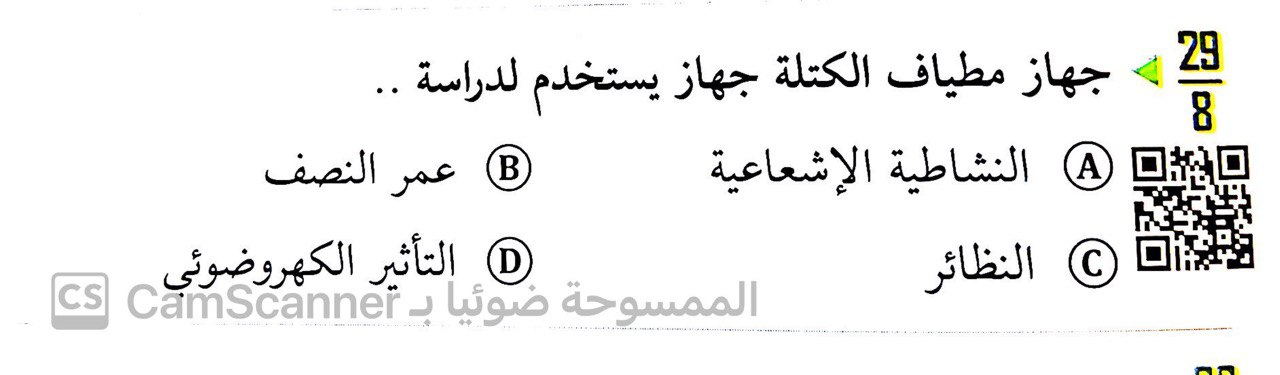 29
8
جهاز مطياف الكتلة جهاز يستخدم لدراسة ..
A النشاطية الإشعاعية
B عمر النصف
C النظائر
D التأثير الكهروضوئي
CS الممسوحة ضوئيا بـ CamScanner